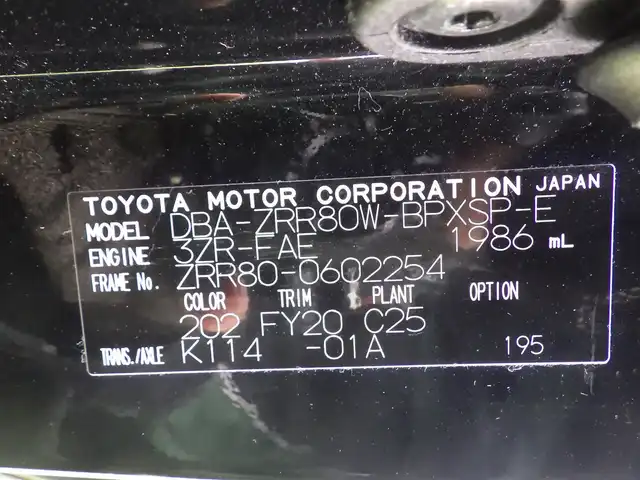 TOYOTA MOTOR CORPORATION JAPAN
MODEL DBA-ZRR80W-BPXSP-E
ENGINE 3ZR-FAE 1986 mL
FRAME No. ZRR80-0602254
COLOR TRIM PLANT OPTION
202 FY20 C25
TRANS./AXLE K114 -01A 195